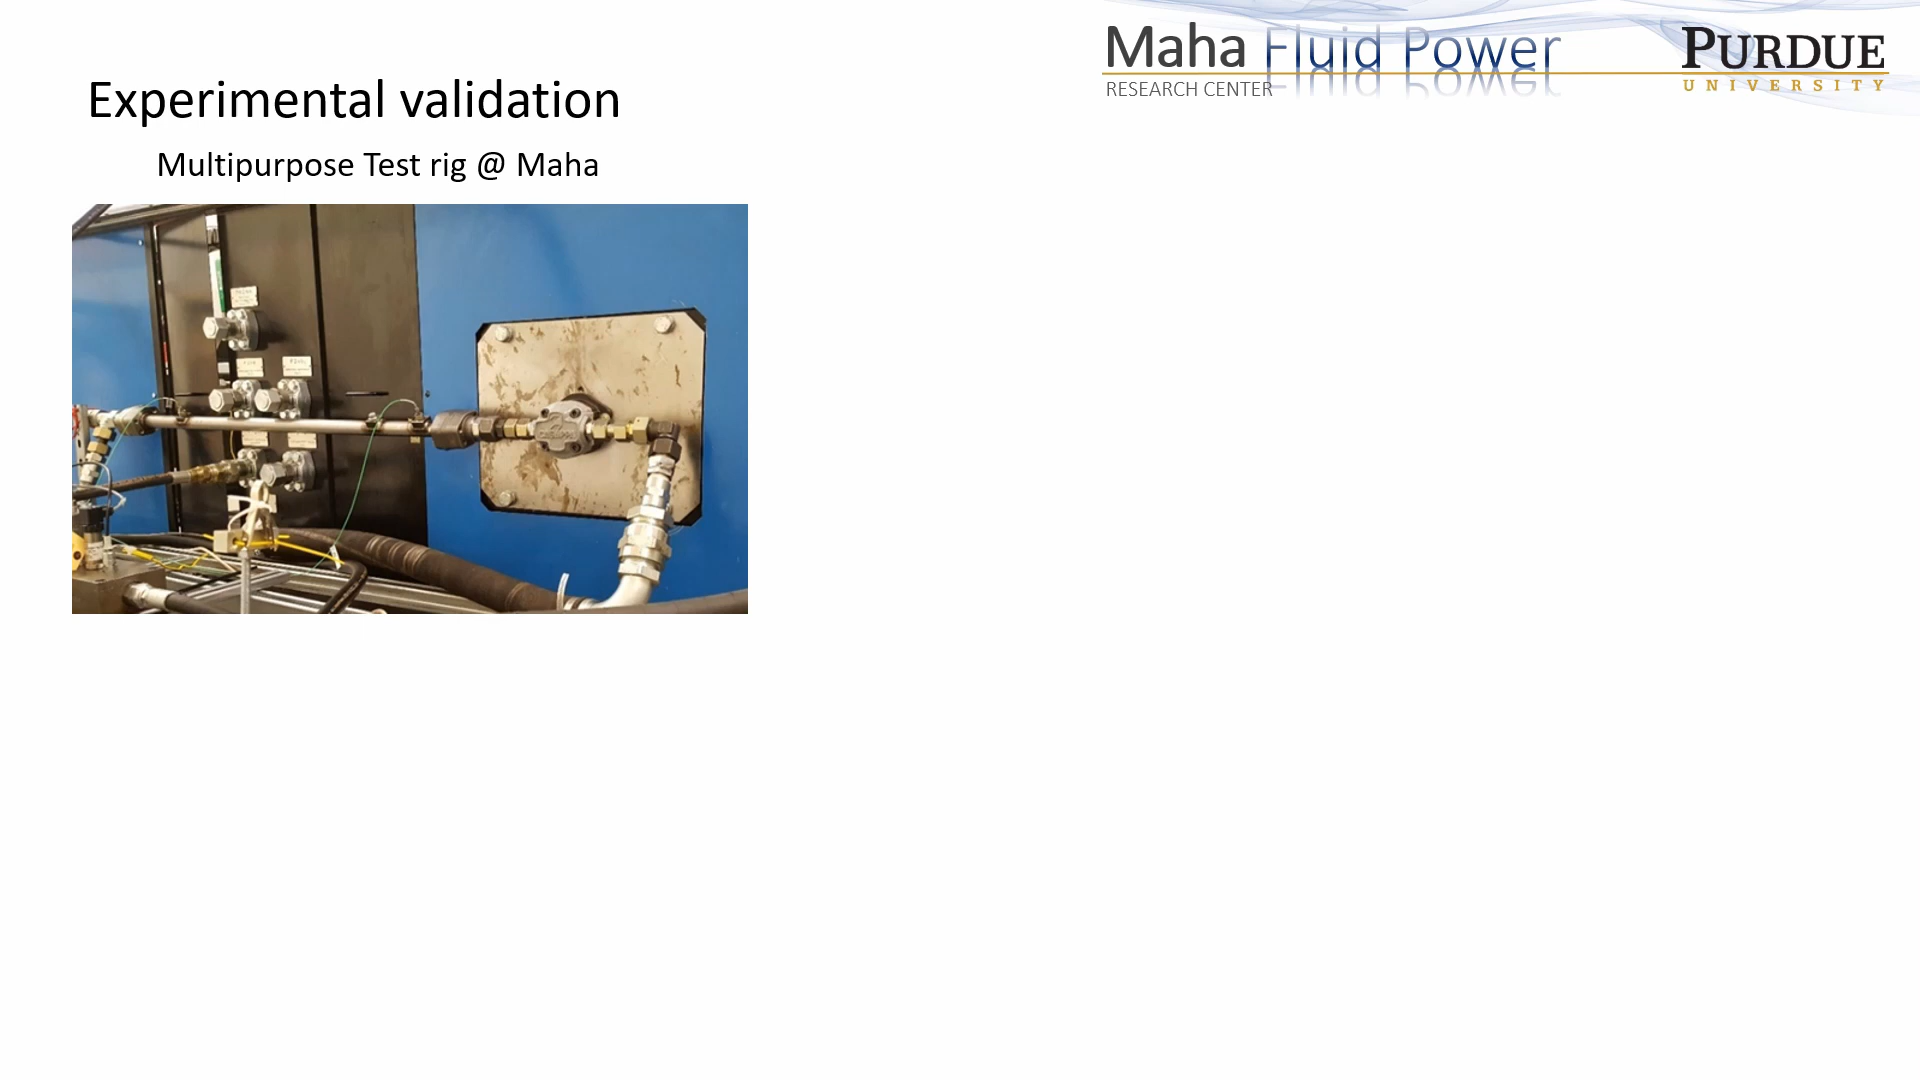 Maha Fluid Power
RESEARCH CENTER
PURDUE
UNIVERSITY
Experimental validation
Multipurpose Test rig @ Maha